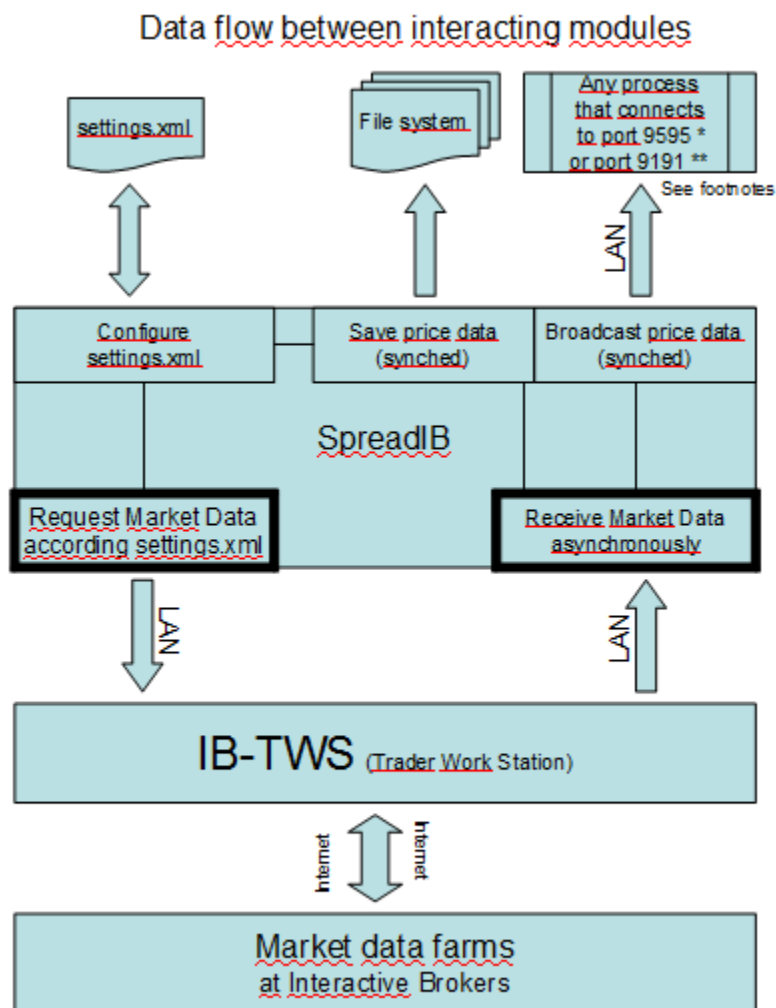 Data flow between interacting modules
settings.xml
File system
Any process
that connects
to port 9595 *
or port 9191 **
See footnotes
LAN
Configure
settings.xml
Save price data
(synched)
Broadcast price data
(synched)
SpreadIB
Request Market Data
according settings.xml
Receive Market Data
asynchronously
LAN
LAN
IB-TWS (Trader Work Station)
Internet
Internet
Market data farms
at Interactive Brokers